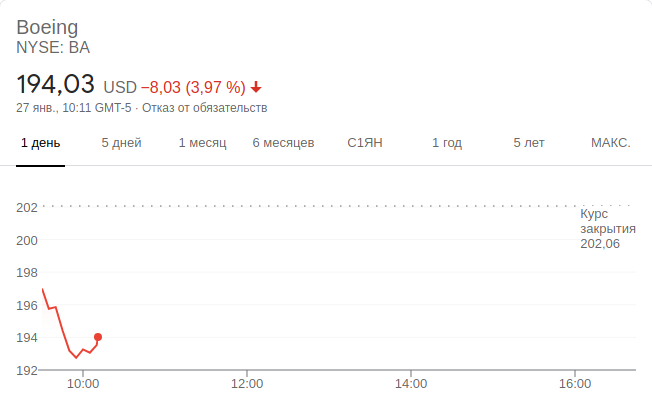 Boeing
NYSE: BA
194,03 USD −8,03 (3,97 %)
27 янв., 10:11 GMT-5 · Отказ от обязательств
1 день 5 дней 1 месяц 6 месяцев С1ЯН 1 год 5 лет МАКС.
202
Курс
закрытия
202,06
200
198
196
194
192
10:00 12:00 14:00 16:00